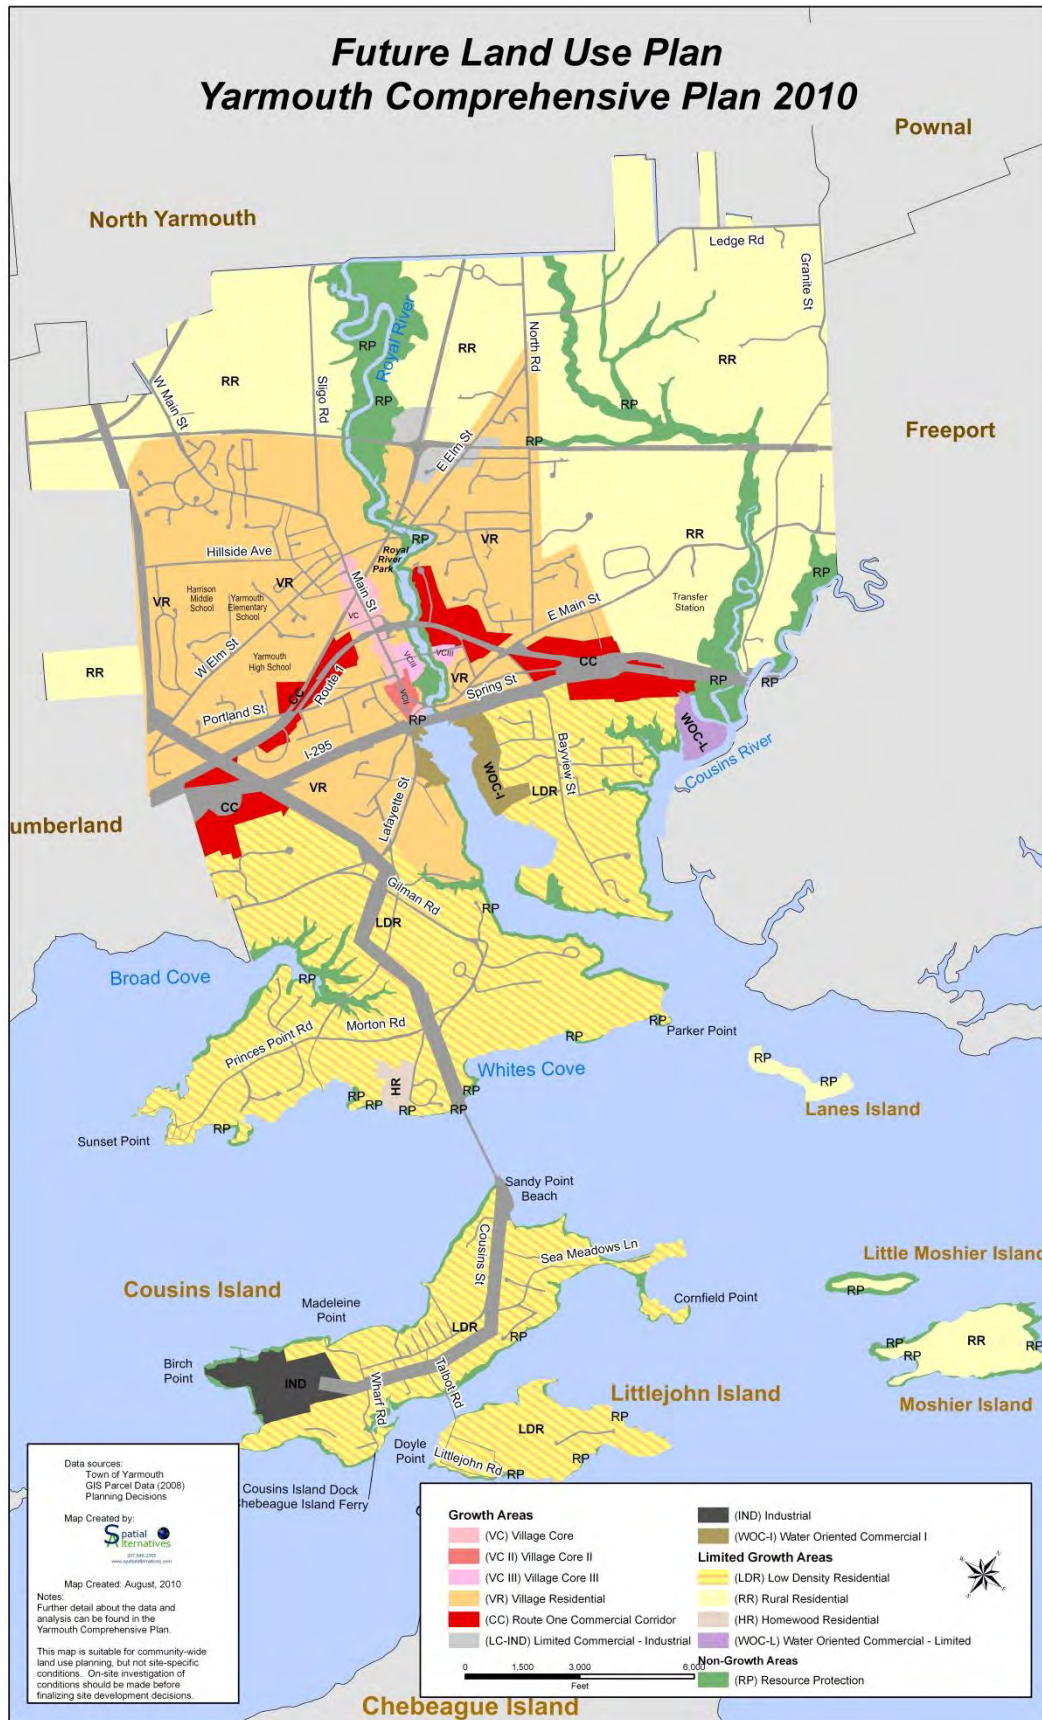 Future Land Use Plan
Yarmouth Comprehensive Plan 2010
Pownal
North Yarmouth
Ledge Rd
Granite St
Royal River
RP
North Rd
RR
RR
RR
RP
Sligo Rd
W Main St
RP
Freeport
E Elm St
RP
RP
Royal
River
Park
VR
RR
Hillside Ave
Main St
VR
RP
Harrison
Middle
School
Yarmouth
Elementary
School
VR
VC
E Main St
Transfer
Station
W Elm St
Yarmouth
High School
VCIII
VCIII
CC
RR
VR
RP
RP
CC
Route 1
Spring St
VCII
Portland St
RP
WOC-L
I-295
Bayview St
WOC-I
Cousins River
VR
LDR
CC
Lafayette St
umberland
Gilman Rd
RP
LDR
Broad Cove
RP
Morton Rd
RP
Parker Point
RP
Princes Point Rd
Whites Cove
RP
HR
RP
RP
RP
RP
RP
RP
Lanes Island
RP
Sunset Point
Sandy Point
Beach
Cousins St
Sea Meadows Ln
Little Moshier Island
RP
Cousins Island
Madeleine
Point
Cornfield Point
LDR
RP
RR
RP
RP
RP
Birch
Point
IND
Talbot Rd
Wharf Rd
Littlejohn Island
Moshier Island
LDR
RP
Doyle
Point
Littlejohn Rd
RP
RP
Cousins Island Dock
Chebeague Island Ferry
Data sources:
Town of Yarmouth
GIS Parcel Data (2008)
Planning Decisions
Map Created by:
Spatial
Alternatives
Map Created: August, 2010
Notes:
Further detail about the data and
analysis can be found in the
Yarmouth Comprehensive Plan.
This map is suitable for community-wide
land use planning, but not site-specific
conditions. On-site investigation of
conditions should be made before
finalizing site development decisions.
Growth Areas
(VC) Village Core
(VC II) Village Core II
(VC III) Village Core III
(VR) Village Residential
(CC) Route One Commercial Corridor
(LC-IND) Limited Commercial - Industrial
(IND) Industrial
(WOC-I) Water Oriented Commercial I
Limited Growth Areas
(LDR) Low Density Residential
(RR) Rural Residential
(HR) Homewood Residential
(WOC-L) Water Oriented Commercial - Limited
Non-Growth Areas
(RP) Resource Protection
0 1,500 3,000 6,000
Feet
Chebeague Island